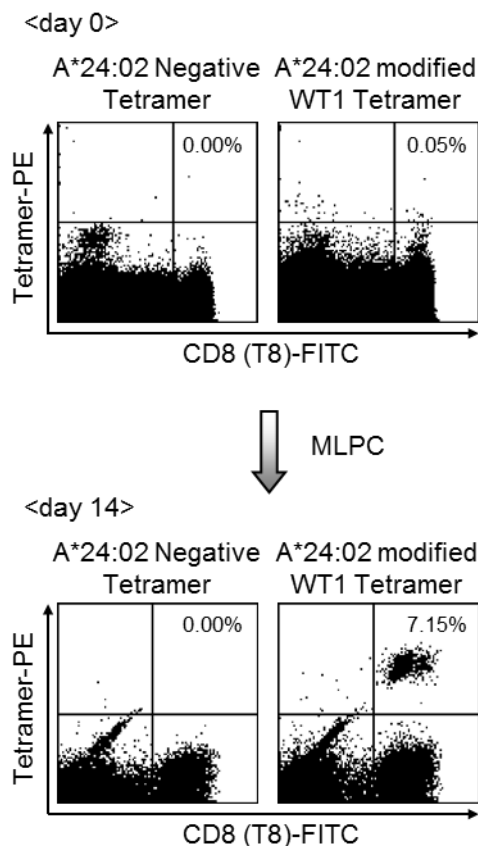 <day 0>
A*24:02 Negative
Tetramer
A*24:02 modified
WT1 Tetramer
Tetramer-PE
0.00%
0.05%
CD8 (T8)-FITC
MLPC
<day 14>
A*24:02 Negative
Tetramer
A*24:02 modified
WT1 Tetramer
Tetramer-PE
0.00%
7.15%
CD8 (T8)-FITC